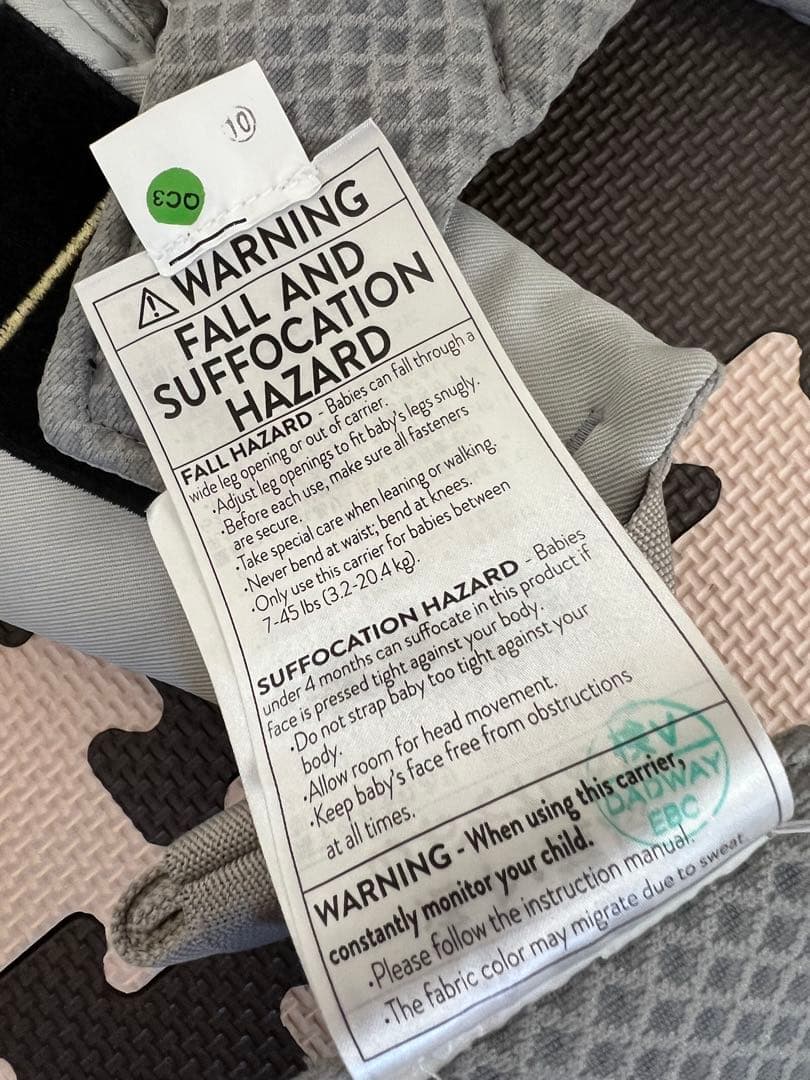 10
QC3
WARNING
FALL AND
SUFFOCATION
HAZARD
FALL HAZARD - Babies can fall through a
wide leg opening or out of carrier.
·Adjust leg openings to fit baby's legs snugly.
·Before each use, make sure all fasteners
are secure.
·Take special care when leaning or walking.
·Never bend at waist; bend at knees.
·Only use this carrier for babies between
7-45 lbs (3.2-20.4 kg).
SUFFOCATION HAZARD - Babies
under 4 months can suffocate in this product if
face is pressed tight against your body.
·Do not strap baby too tight against your
body.
·Allow room for head movement.
·Keep baby's face free from obstructions
at all times.
検 V
DADWAY
EBC
WARNING - When using this carrier,
constantly monitor your child.
·Please follow the instruction manual.
·The fabric color may migrate due to sweat